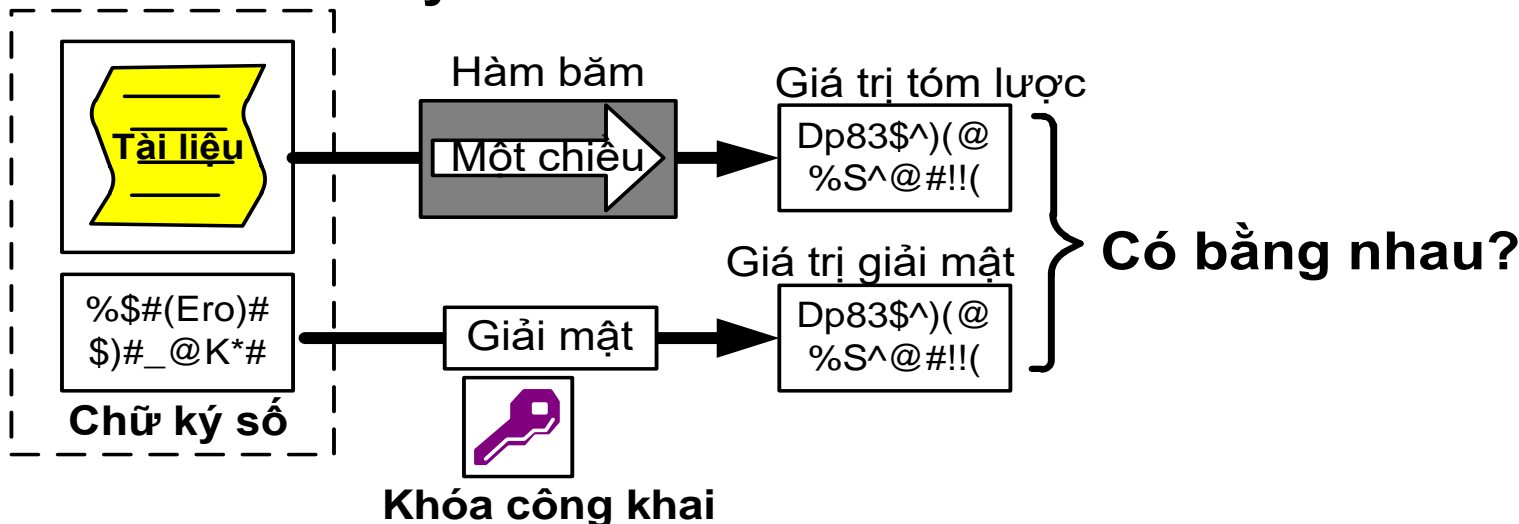 Tài liệu
Hàm băm
Một chiều
Giá trị tóm lược
Dp83$^)(@
%S^@#!!(
Có bằng nhau?
%$#(Ero)#
$)#_@K*#
Chữ ký số
Giải mật
Giá trị giải mật
Dp83$^)(@
%S^@#!!(
Khóa công khai